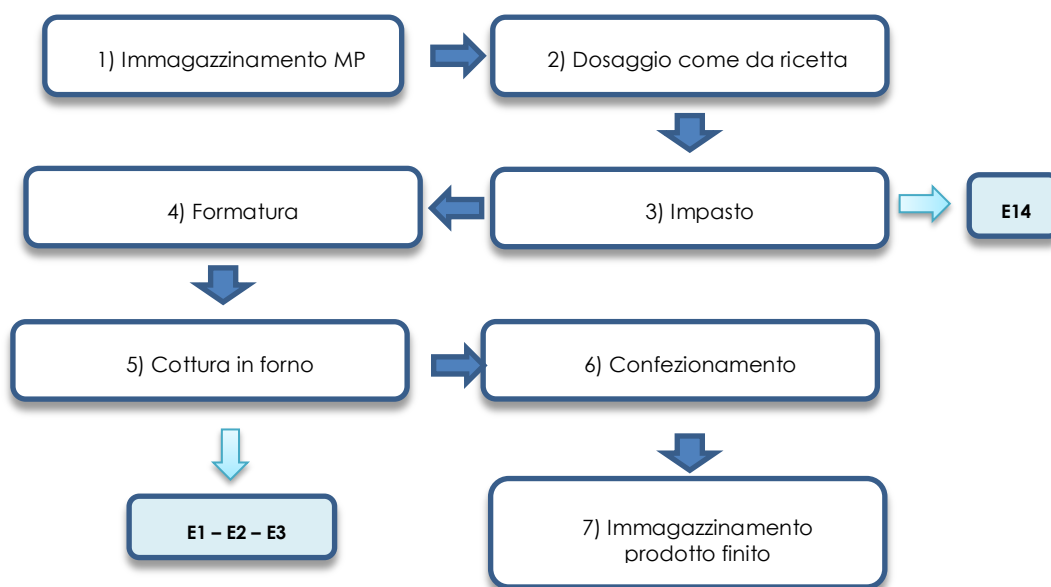 1) Immagazzinamento MP
2) Dosaggio come da ricetta
3) Impasto
E14
4) Formatura
5) Cottura in forno
6) Confezionamento
E1 – E2 – E3
7) Immagazzinamento
prodotto finito